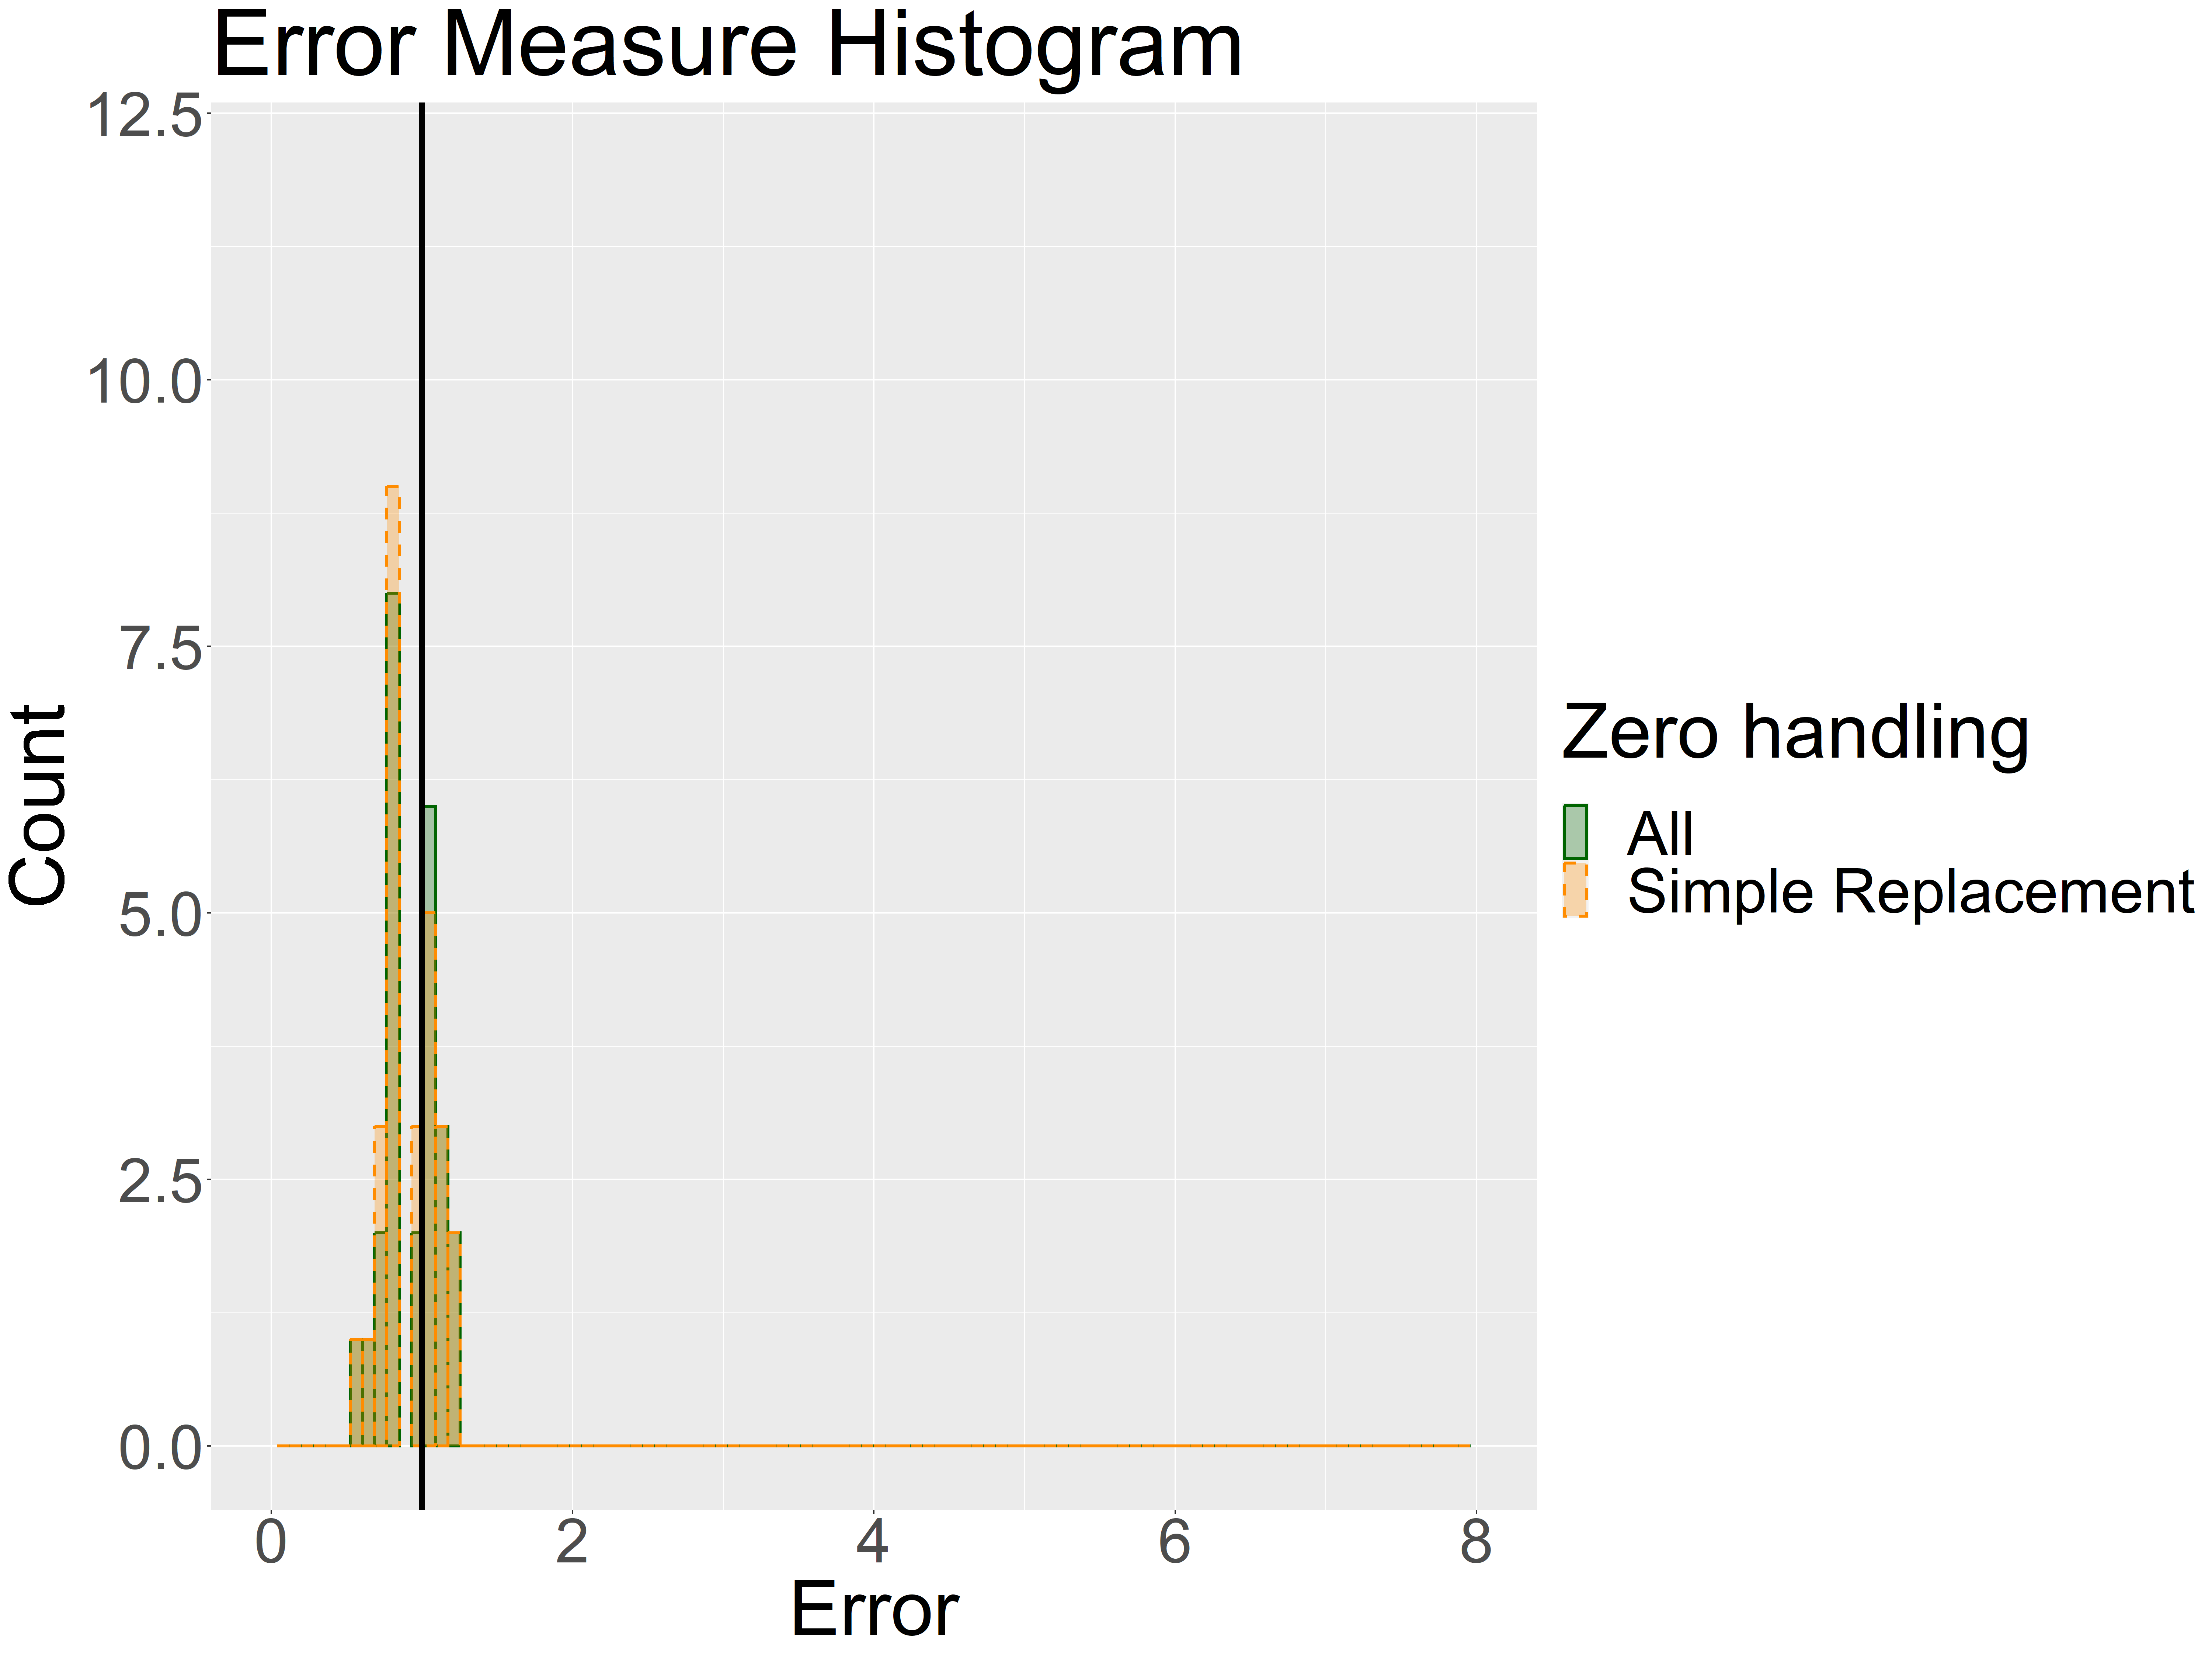 Error Measure Histogram
12.5
10.0
7.5
5.0
2.5
0.0
Count
0 2 4 6 8
Error
Zero handling
All
Simple Replacement